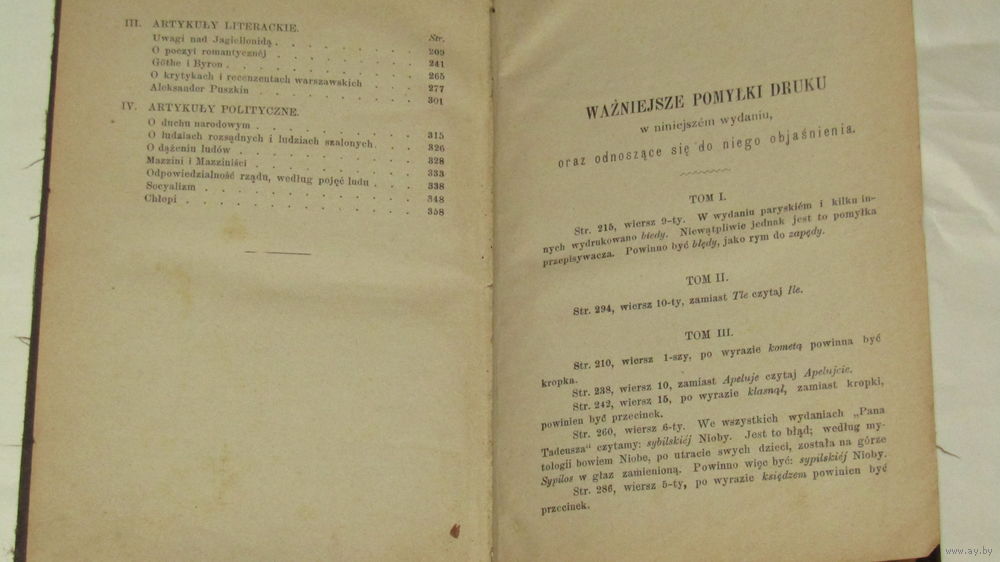 III. ARTYKUŁY LITERACKIE.
Str.
Uwagi nad Jagiellonidą . . . . . . . . 209
O poezyi romantycznéj . . . . . . . . 241
Göthe i Byron . . . . . . . . . . 265
O krytykach i recenzentach warszawskich . . . . 277
Aleksander Puszkin . . . . . . . . . 301
IV. ARTYKUŁY POLITYCZNE.
O duchu narodowym . . . . . . . . . 315
O ludziach rozsądnych i ludziach szalonych . . . 326
O dążeniu ludów . . . . . . . . . . 328
Mazzini i Mazziniści . . . . . . . . . 333
Odpowiedzialność rządu, według pojęć ludu . . . 338
Socyalizm . . . . . . . . . . . 348
Chłopi . . . . . . . . . . . . 358
WAŻNIEJSZE POMYŁKI DRUKU
w niniejszém wydaniu,
oraz odnoszące się do niego objaśnienia.
TOM I.
Str. 215, wiersz 9-ty. W wydaniu paryskiém i kilku in-
nych wydrukowano biedy. Niewątpliwie jednak jest to pomyłka
przepisywacza. Powinno być błędy, jako rym do zapędy.
TOM II.
Str. 294, wiersz 10-ty, zamiast Tle czytaj Ile.
TOM III.
Str. 210, wiersz 1-szy, po wyrazie kometą powinna być
kropka.
Str. 238, wiersz 10, zamiast Apeluje czytaj Apelujcie.
Str. 242, wiersz 15, po wyrazie klasnął, zamiast kropki,
powinien być przecinek.
Str. 260, wiersz 6-ty. We wszystkich wydaniach „Pana
Tadeusza“ czytamy: sybilskiéj Nioby. Jest to błąd; według my-
tologii bowiem Niobe, po utracie swych dzieci, została na górze
Sypilos w głaz zamienioną. Powinno więc być: sypilskiéj Nioby.
Str. 286, wiersz 5-ty, po wyrazie księdzem powinien być
przecinek.
www.ay.by